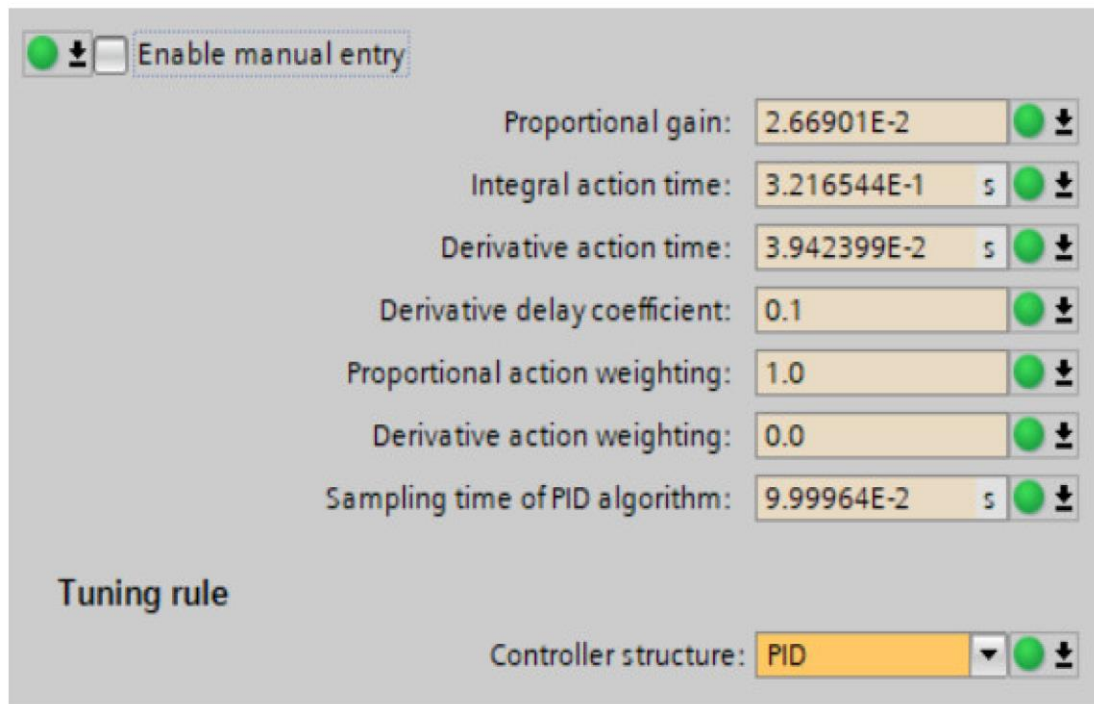 Enable manual entry
Proportional gain: 2.66901E-2
Integral action time: 3.216544E-1 s
Derivative action time: 3.942399E-2 s
Derivative delay coefficient: 0.1
Proportional action weighting: 1.0
Derivative action weighting: 0.0
Sampling time of PID algorithm: 9.99964E-2 s
Tuning rule
Controller structure: PID